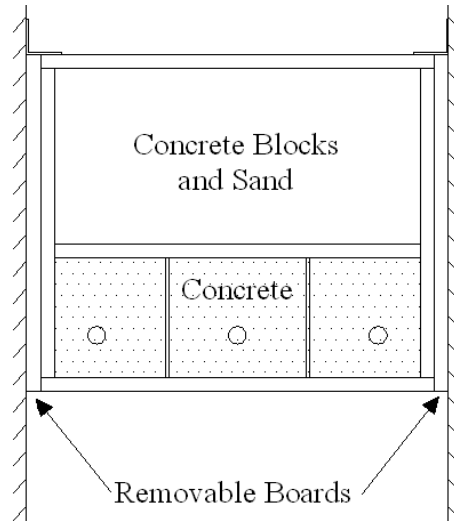 Concrete Blocks
and Sand
Concrete
Removable Boards